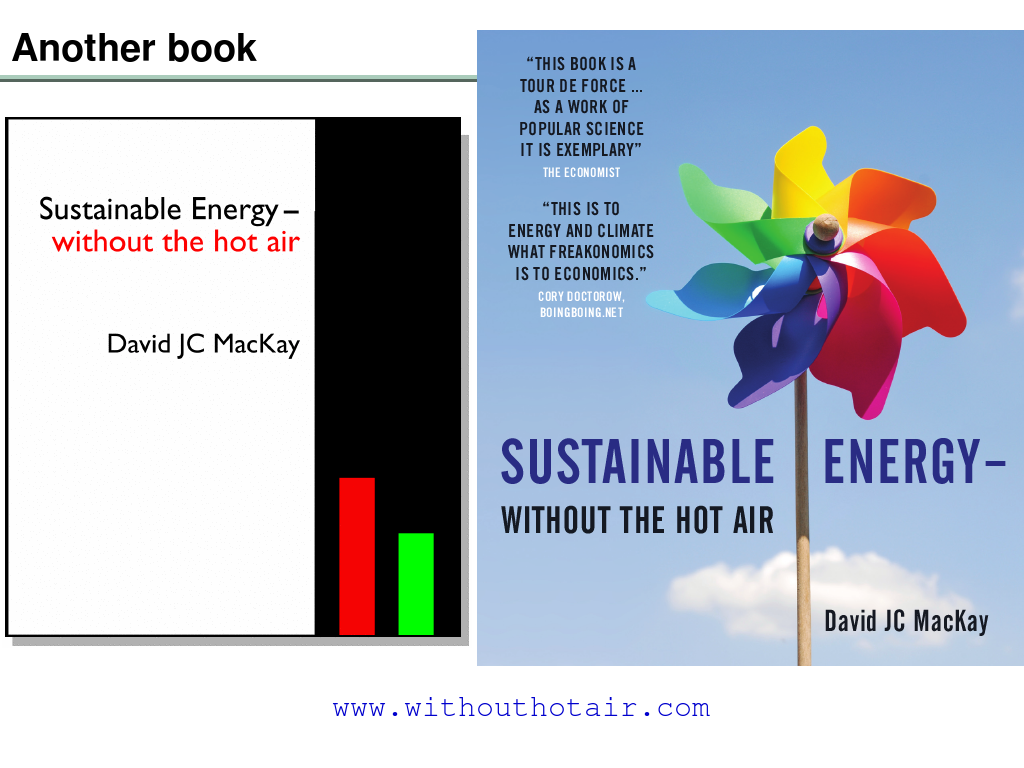 Another book
Sustainable Energy –
without the hot air
David JC MacKay
“THIS BOOK IS A
TOUR DE FORCE ...
AS A WORK OF
POPULAR SCIENCE
IT IS EXEMPLARY”
THE ECONOMIST
“THIS IS TO
ENERGY AND CLIMATE
WHAT FREAKONOMICS
IS TO ECONOMICS.”
CORY DOCTOROW,
BOINGBOING.NET
SUSTAINABLE ENERGY–
WITHOUT THE HOT AIR
David JC MacKay
www.withouthotair.com